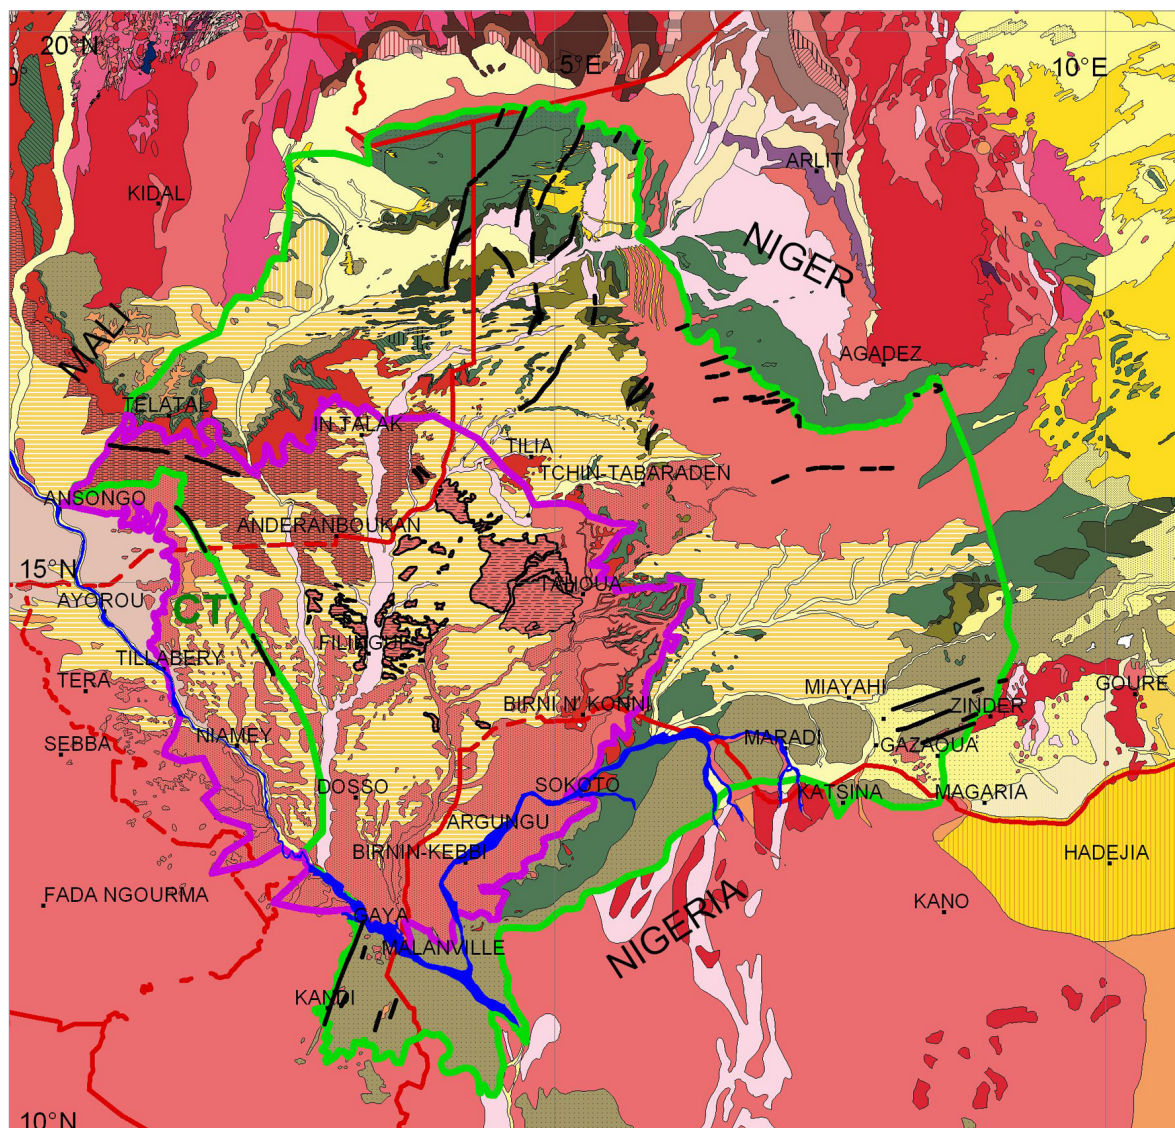 20°N
5°E
10°E
0°
ARLIT
KIDAL
NIGER
MALI
AGADEZ
TELATAL
IN TALAK
TILIA
TCHIN-TABARADEN
ANSONGO
ANDERANBOUKAN
15°N
TAHOUA
AYOROU
CT
FILINGUE
TILLABERY
TERA
MIAYAHI
GOURE
BIRNI N' KONNI
ZINDER
SEBBA
NIAMEY
MARADI
GAZAOUA
DOSSO
SOKOTO
KATSINA
MAGARIA
ARGUNGU
BIRNIN-KEBBI
HADEJIA
FADA NGOURMA
KANO
GAYA
NIGERIA
MALANVILLE
KANDI
10°N